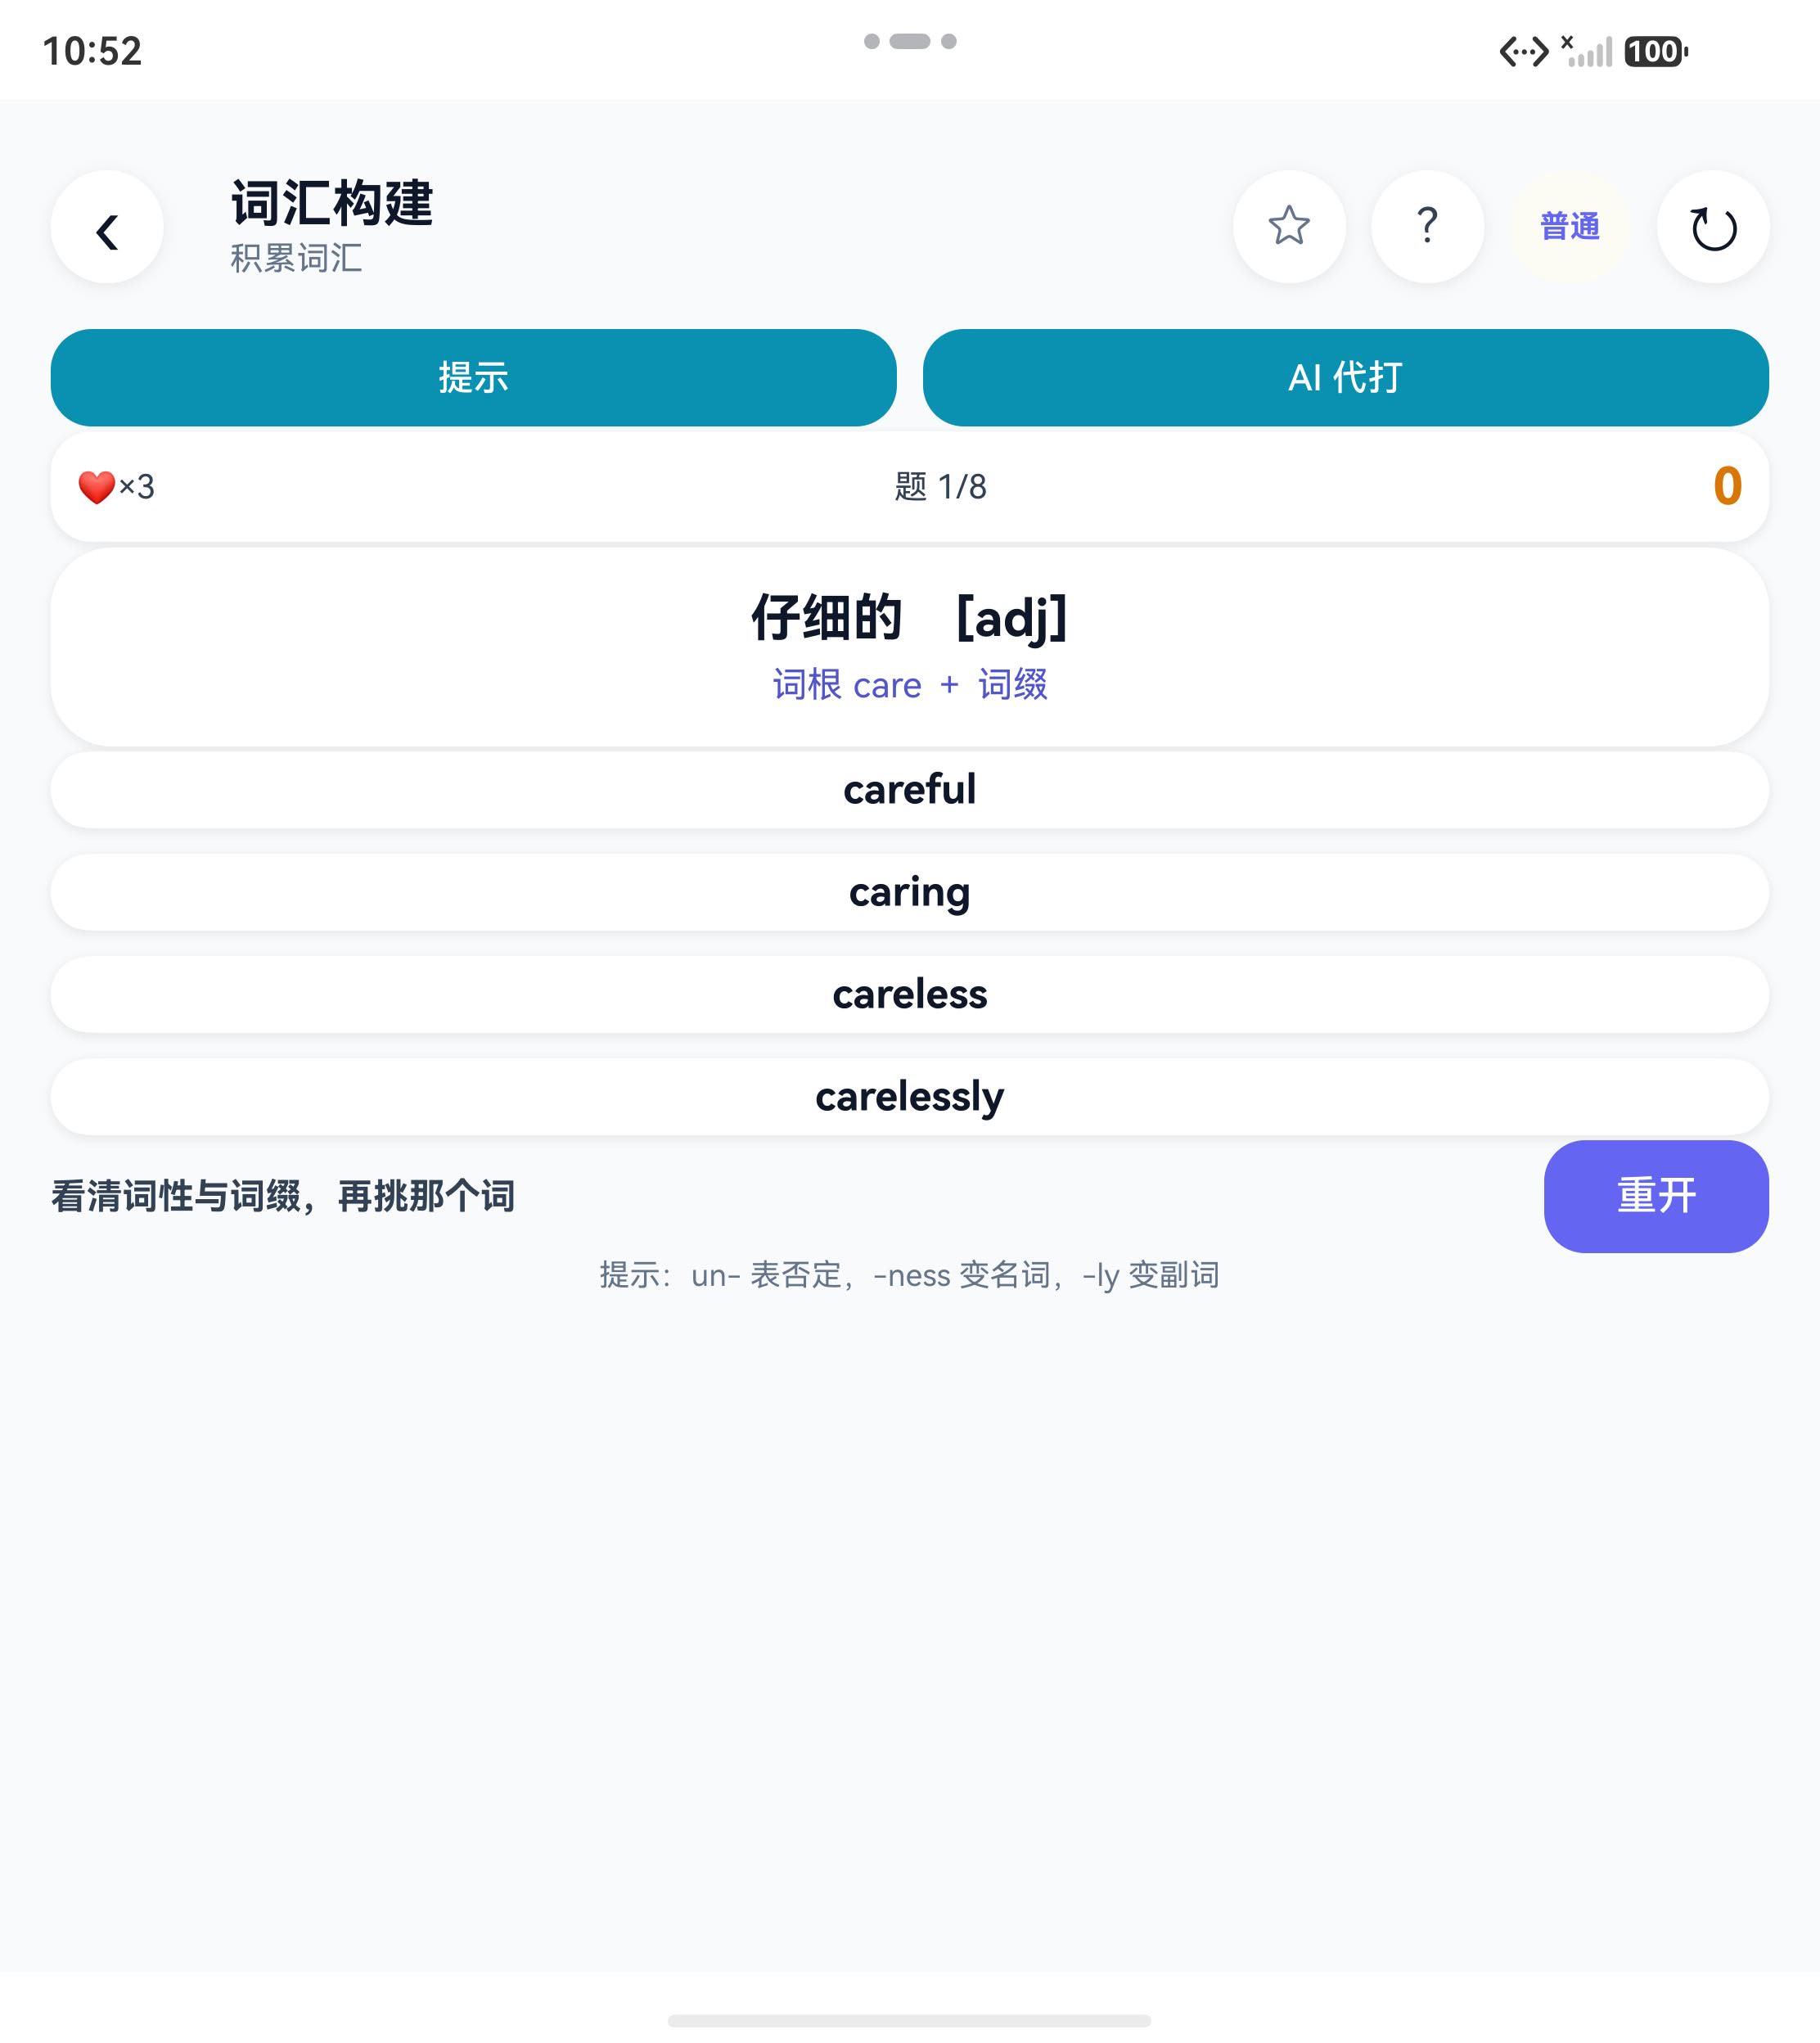 10:52
100
词汇构建
积累词汇
?
普通
提示
AI 代打
❤️×3
题 1/8
0
仔细的 [adj]
词根 care + 词缀
careful
caring
careless
carelessly
看清词性与词缀，再挑那个词
重开
提示：un- 表否定，-ness 变名词，-ly 变副词